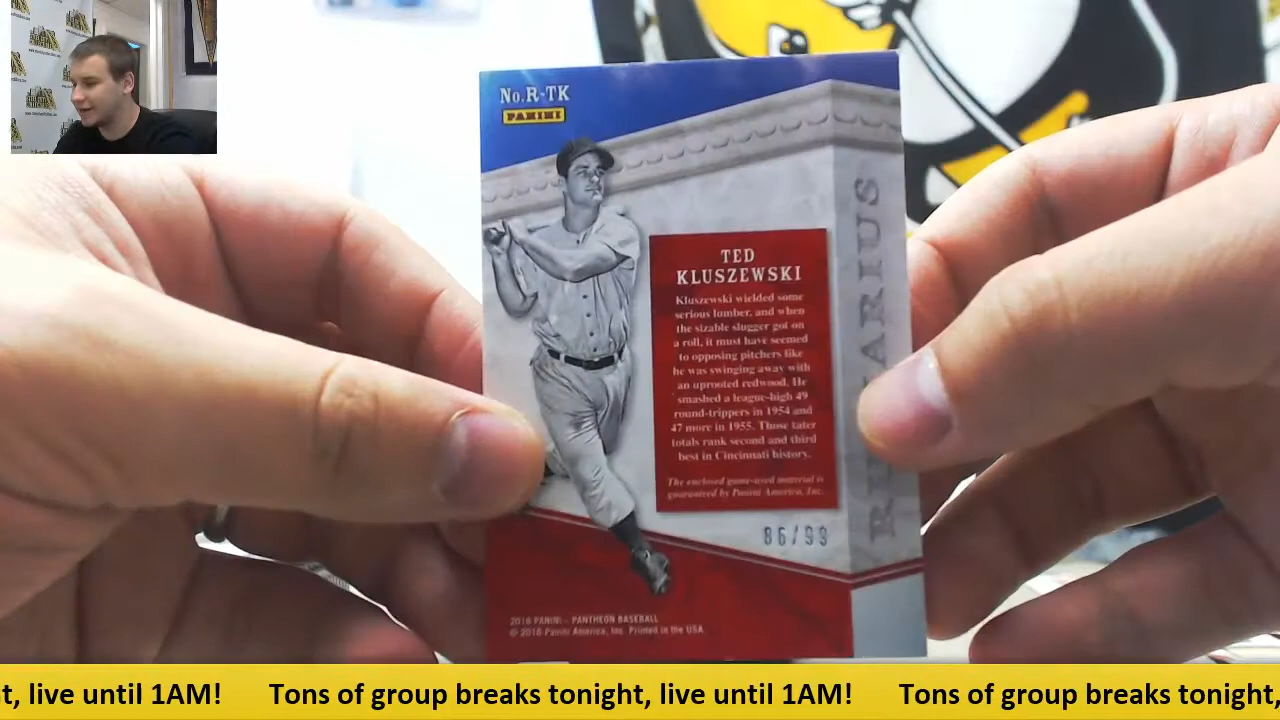 No.R-TK
PANINI
TED
KLUSZEWSKI
Kluszewski wielded some
serious lumber, and when
the sizable slugger got on
a roll, it must have seemed
to opposing pitchers like
he was swinging away with
an uprooted redwood. He
smashed a league-high 49
round-trippers in 1954 and
47 more in 1955. Those later
totals rank second and third
best in Cincinnati history.
The enclosed game-used material is
guaranteed by Panini America, Inc.
86/99
2016 PANINI – PANTHEON BASEBALL
© 2016 Panini America, Inc. Printed in the USA.
t, live until 1AM! Tons of group breaks tonight, live until 1AM! Tons of group breaks tonight,